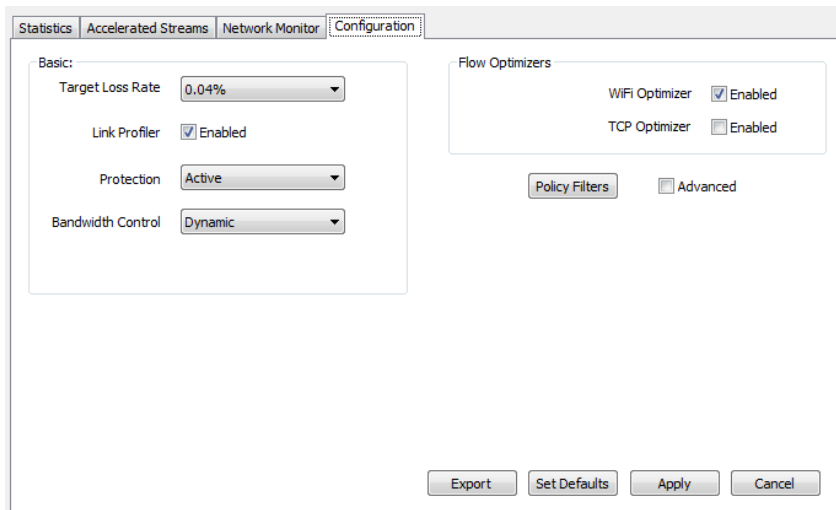 Statistics Accelerated Streams Network Monitor Configuration
Basic:
Target Loss Rate 0.04%
Link Profiler Enabled
Protection Active
Bandwidth Control Dynamic
Flow Optimizers
WiFi Optimizer Enabled
TCP Optimizer Enabled
Policy Filters Advanced
Export Set Defaults Apply Cancel